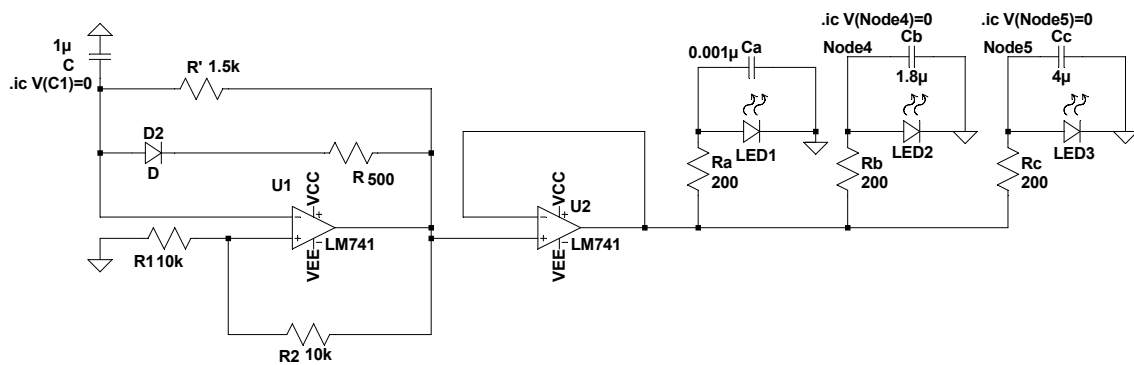 .ic V(Node4)=0
.ic V(Node5)=0
1µ
C
.ic V(C1)=0
R' 1.5k
0.001µ Ca
Node4
Cb
1.8µ
Node5
Cc
4µ
D2
D
R 500
LED1
LED2
LED3
Ra
200
Rb
200
Rc
200
U1
VCC
LM741
VEE
U2
VCC
LM741
VEE
R1 10k
R2 10k